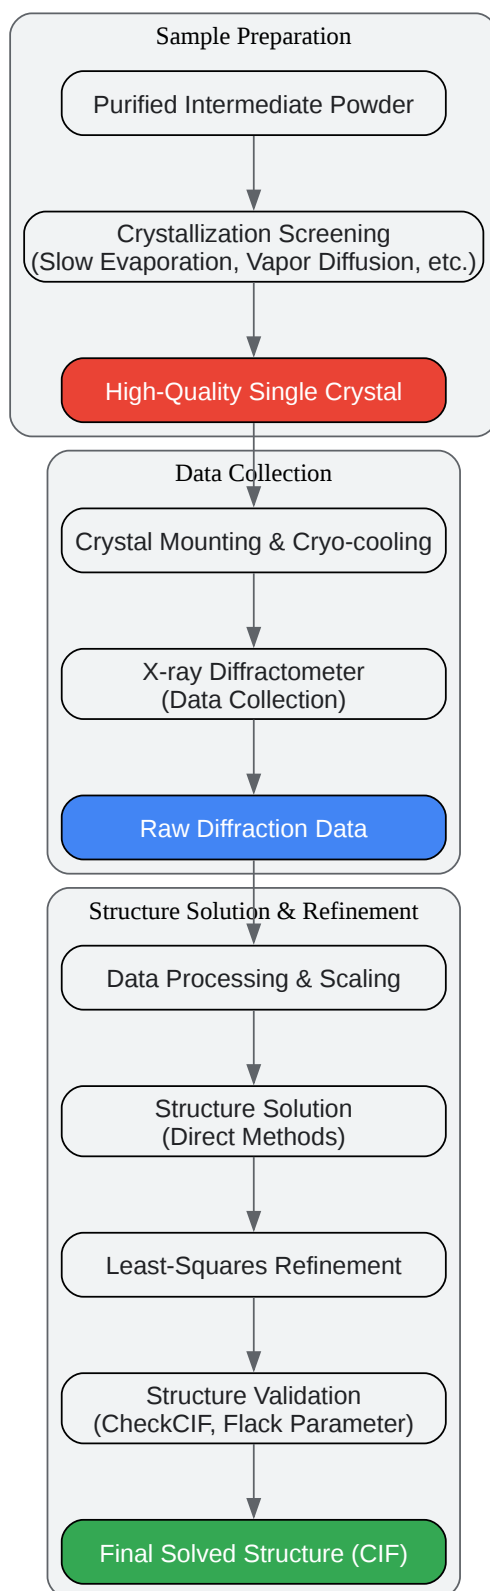 Sample Preparation
Purified Intermediate Powder
Crystallization Screening
(Slow Evaporation, Vapor Diffusion, etc.)
High-Quality Single Crystal
Data Collection
Crystal Mounting & Cryo-cooling
X-ray Diffractometer
(Data Collection)
Raw Diffraction Data
Structure Solution & Refinement
Data Processing & Scaling
Structure Solution
(Direct Methods)
Least-Squares Refinement
Structure Validation
(CheckCIF, Flack Parameter)
Final Solved Structure (CIF)